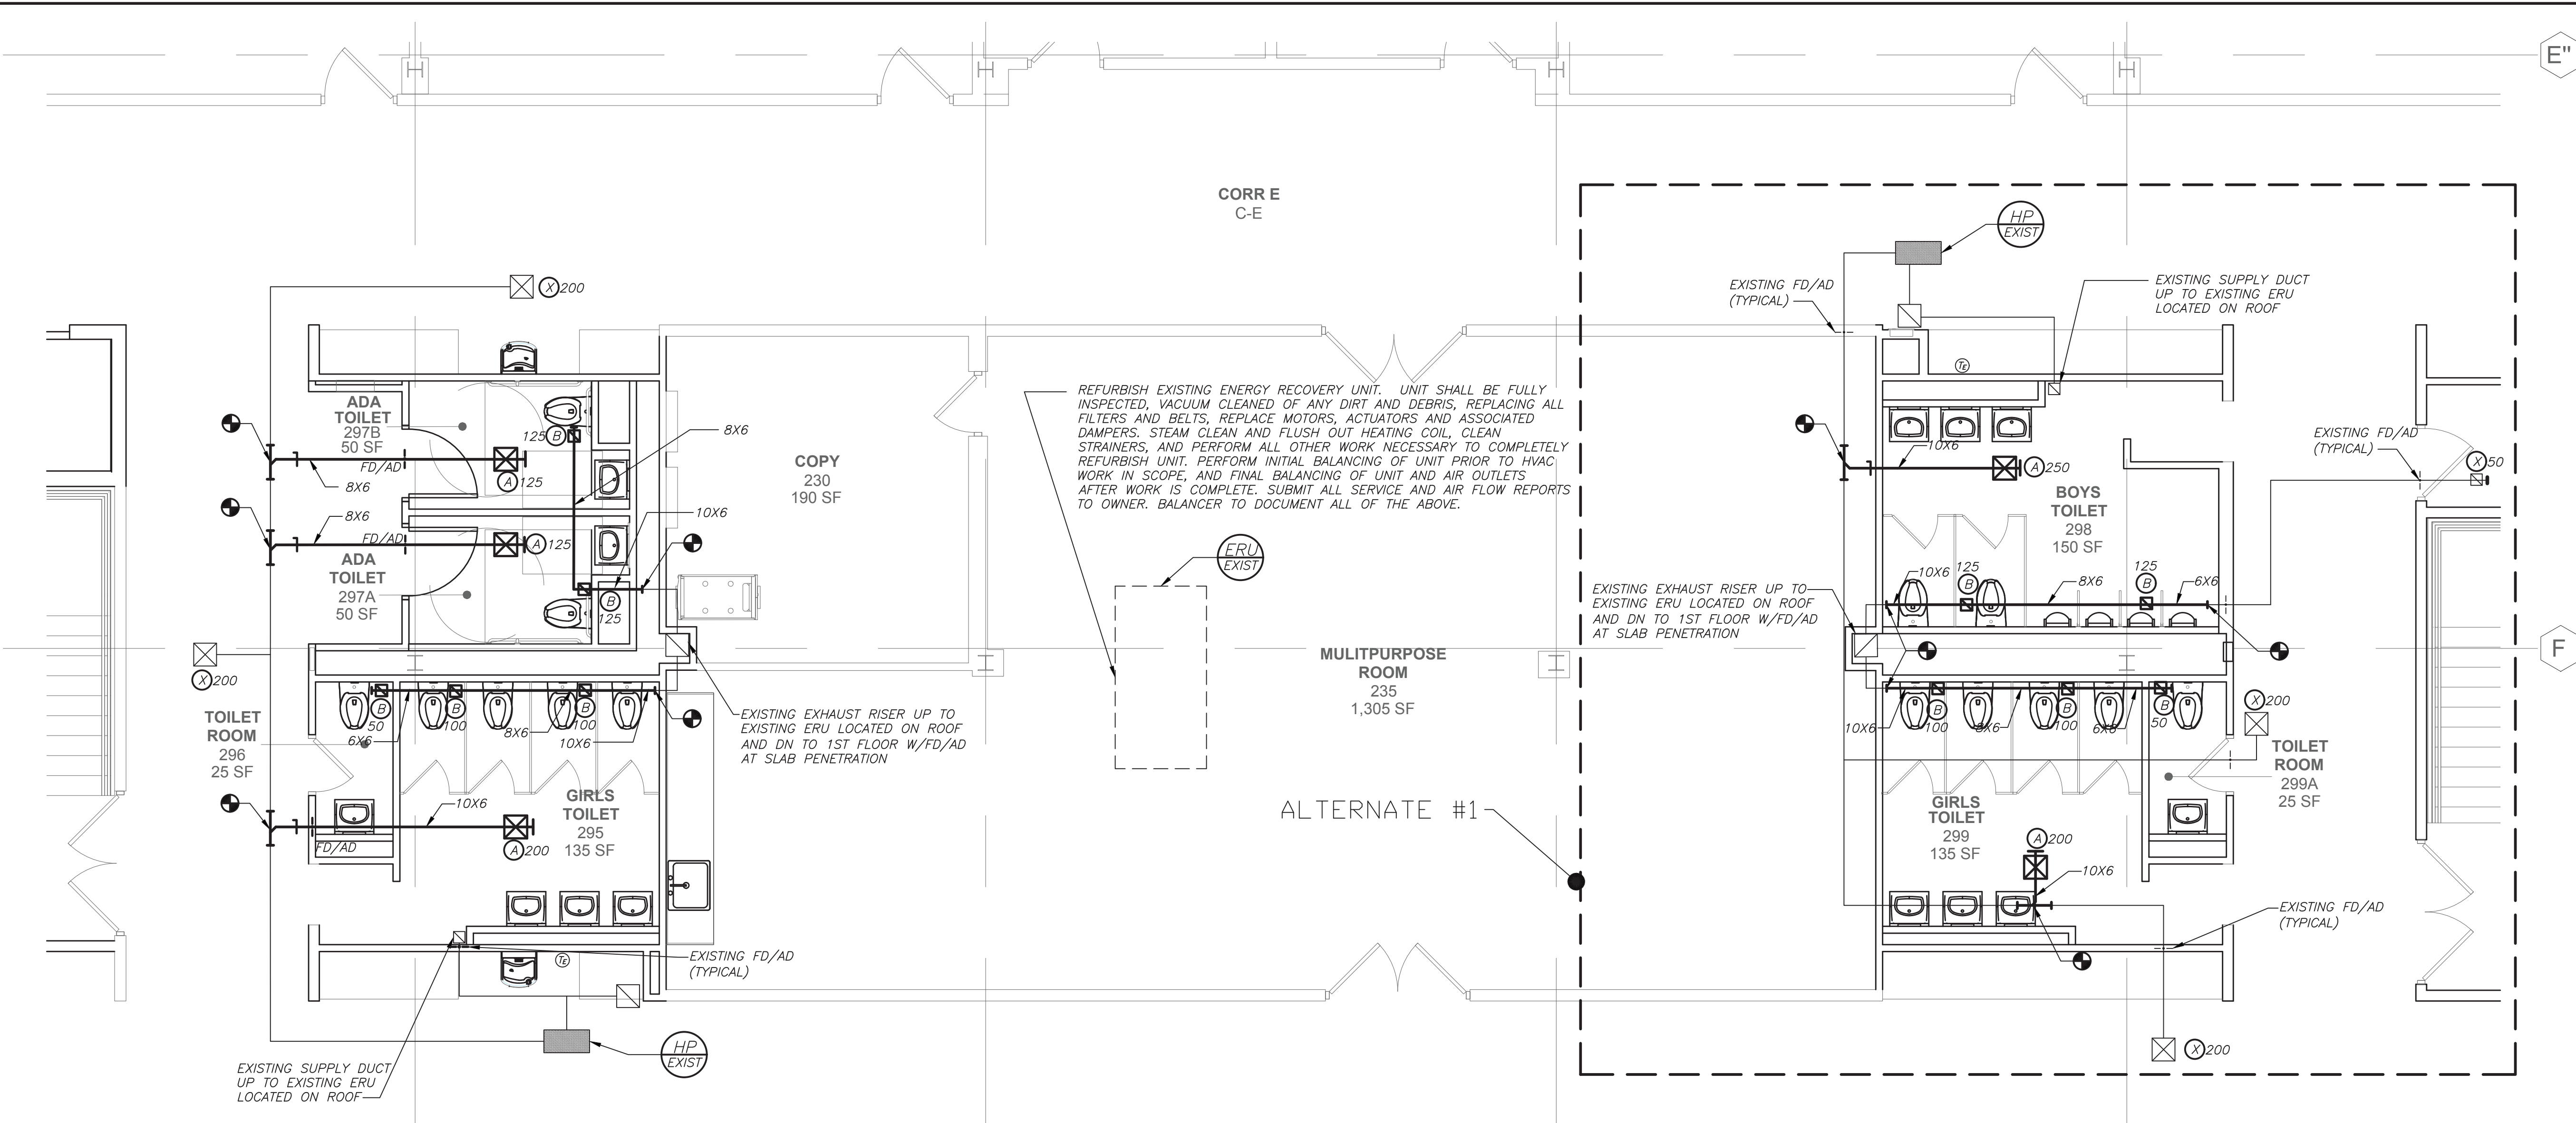 E"
CORR E
C-E
HP
EXIST
EXISTING FD/AD
(TYPICAL)
EXISTING SUPPLY DUCT
UP TO EXISTING ERU
LOCATED ON ROOF
X 200
TE
REFURBISH EXISTING ENERGY RECOVERY UNIT. UNIT SHALL BE FULLY
INSPECTED, VACUUM CLEANED OF ANY DIRT AND DEBRIS, REPLACING ALL
FILTERS AND BELTS, REPLACE MOTORS, ACTUATORS AND ASSOCIATED
DAMPERS. STEAM CLEAN AND FLUSH OUT HEATING COIL, CLEAN
STRAINERS, AND PERFORM ALL OTHER WORK NECESSARY TO COMPLETELY
REFURBISH UNIT. PERFORM INITIAL BALANCING OF UNIT PRIOR TO HVAC
WORK IN SCOPE, AND FINAL BALANCING OF UNIT AND AIR OUTLETS
AFTER WORK IS COMPLETE. SUBMIT ALL SERVICE AND AIR FLOW REPORTS
TO OWNER. BALANCER TO DOCUMENT ALL OF THE ABOVE.
ADA
TOILET
297B
50 SF
FD/AD
8X6
125 B
A 125
8X6
8X6
FD/AD
A 125
10X6
ADA
TOILET
297A
50 SF
B
125
COPY
230
190 SF
ERU
EXIST
10X6
A 250
BOYS
TOILET
298
150 SF
EXISTING FD/AD
(TYPICAL)
X 50
10X6
125
B
8X6
125
B
6X6
EXISTING EXHAUST RISER UP TO
EXISTING ERU LOCATED ON ROOF
AND DN TO 1ST FLOOR W/FD/AD
AT SLAB PENETRATION
F
X 200
TOILET
ROOM
296
25 SF
B
50
6X6
B
100
8X6
B
100
10X6
EXISTING EXHAUST RISER UP TO
EXISTING ERU LOCATED ON ROOF
AND DN TO 1ST FLOOR W/FD/AD
AT SLAB PENETRATION
MULITPURPOSE
ROOM
235
1,305 SF
10X6
B
100
8X6
B
100
6X6
B
50
X 200
TOILET
ROOM
299A
25 SF
10X6
GIRLS
TOILET
295
135 SF
A 200
FD/AD
ALTERNATE #1
GIRLS
TOILET
299
135 SF
A 200
10X6
EXISTING FD/AD
(TYPICAL)
EXISTING FD/AD
(TYPICAL)
TE
HP
EXIST
EXISTING SUPPLY DUCT
UP TO EXISTING ERU
LOCATED ON ROOF
X 200